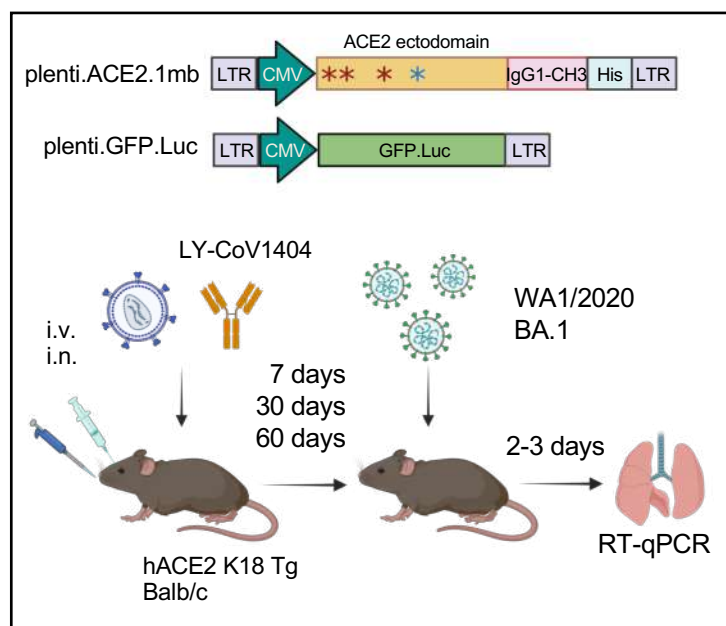 ACE2 ectodomain
plenti.ACE2.1mb
LTR CMV ** * * IgG1-CH3 His LTR
plenti.GFP.Luc
LTR CMV GFP.Luc LTR
LY-CoV1404
WA1/2020
BA.1
i.v.
i.n.
7 days
30 days
60 days
2-3 days
RT-qPCR
hACE2 K18 Tg
Balb/c